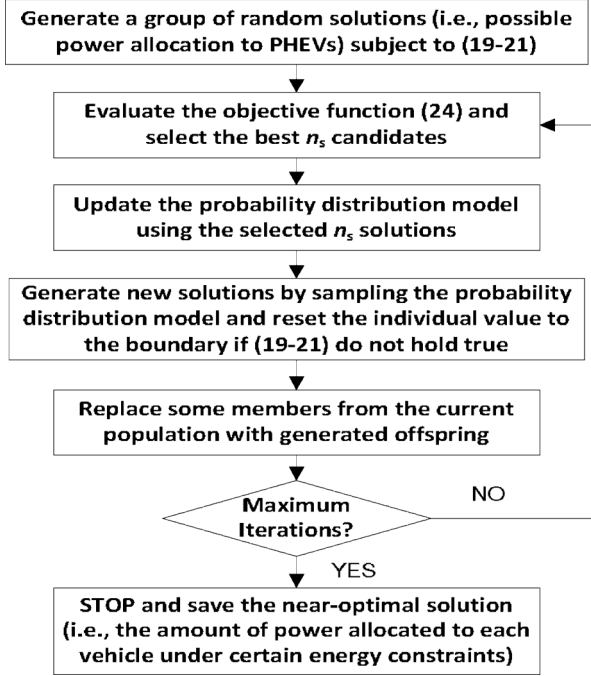 Generate a group of random solutions (i.e., possible
power allocation to PHEVs) subject to (19-21)
Evaluate the objective function (24) and
select the best ns candidates
Update the probability distribution model
using the selected ns solutions
Generate new solutions by sampling the probability
distribution model and reset the individual value to
the boundary if (19-21) do not hold true
Replace some members from the current
population with generated offspring
Maximum
Iterations?
NO
YES
STOP and save the near-optimal solution
(i.e., the amount of power allocated to each
vehicle under certain energy constraints)